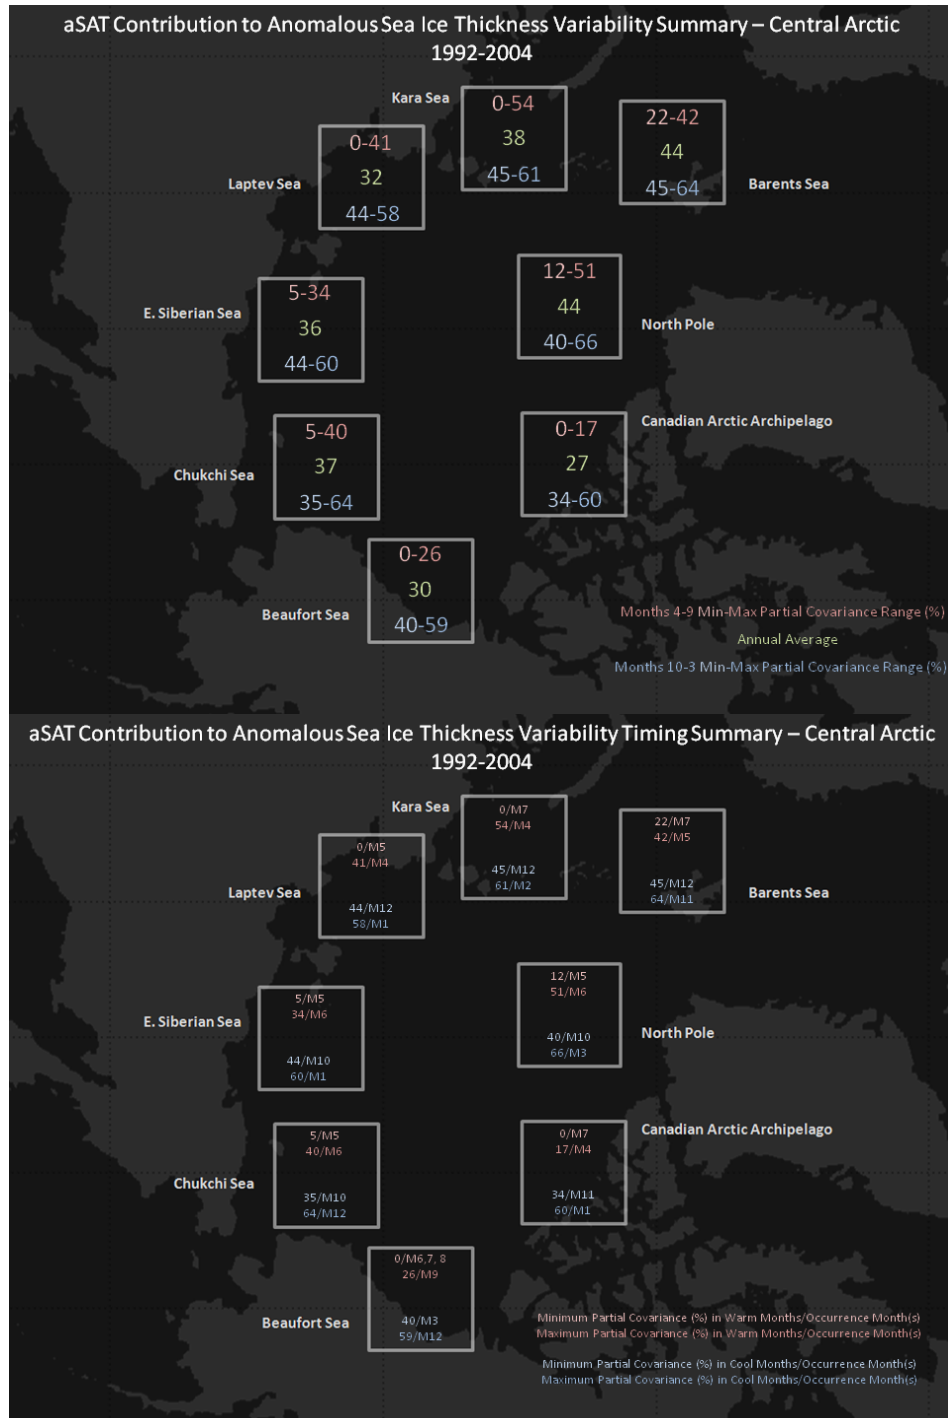 aSAT Contribution to Anomalous Sea Ice Thickness Variability Summary – Central Arctic
1992-2004
Kara Sea
0-54
38
45-61
22-42
44
45-64
Barents Sea
Laptev Sea
0-41
32
44-58
E. Siberian Sea
5-34
36
44-60
12-51
44
40-66
North Pole
Chukchi Sea
5-40
37
35-64
Canadian Arctic Archipelago
0-17
27
34-60
Beaufort Sea
0-26
30
40-59
Months 4-9 Min-Max Partial Covariance Range (%)
Annual Average
Months 10-3 Min-Max Partial Covariance Range (%)
aSAT Contribution to Anomalous Sea Ice Thickness Variability Timing Summary – Central Arctic
1992-2004
Kara Sea
0/M7
54/M4
45/M12
61/M2
22/M7
42/M5
45/M12
64/M11
Barents Sea
Laptev Sea
0/M5
41/M4
44/M12
58/M1
E. Siberian Sea
5/M5
34/M6
44/M10
60/M1
12/M5
51/M6
40/M10
66/M3
North Pole
Chukchi Sea
5/M5
40/M6
35/M10
64/M12
Canadian Arctic Archipelago
0/M7
17/M4
34/M11
60/M1
Beaufort Sea
0/M6,7, 8
26/M9
40/M3
59/M12
Minimum Partial Covariance (%) in Warm Months/Occurrence Month(s)
Maximum Partial Covariance (%) in Warm Months/Occurrence Month(s)
Minimum Partial Covariance (%) in Cool Months/Occurrence Month(s)
Maximum Partial Covariance (%) in Cool Months/Occurrence Month(s)